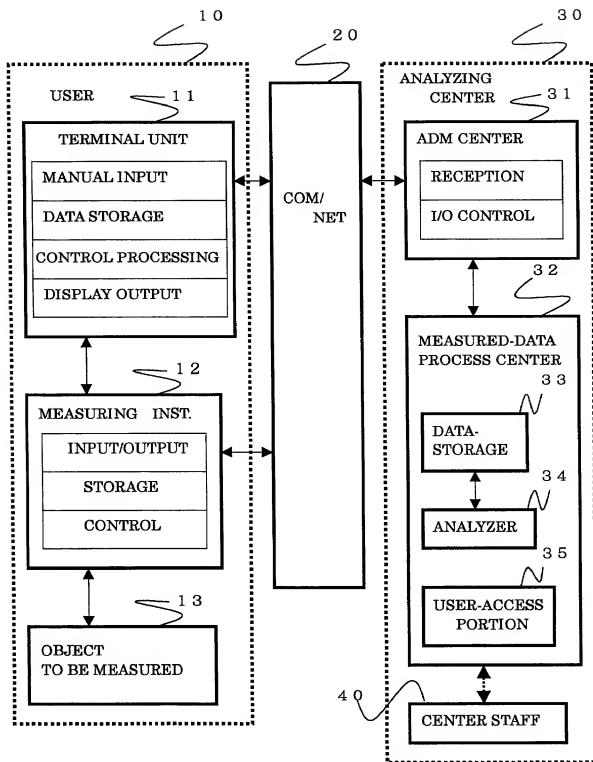 10
USER
11
TERMINAL UNIT
MANUAL INPUT
DATA STORAGE
CONTROL PROCESSING
DISPLAY OUTPUT
12
MEASURING INST.
INPUT/OUTPUT
STORAGE
CONTROL
13
OBJECT
TO BE MEASURED
20
COM/
NET
30
ANALYZING
CENTER
31
ADM CENTER
RECEPTION
I/O CONTROL
32
MEASURED-DATA
PROCESS CENTER
33
DATA-
STORAGE
34
ANALYZER
35
USER-ACCESS
PORTION
40
CENTER STAFF